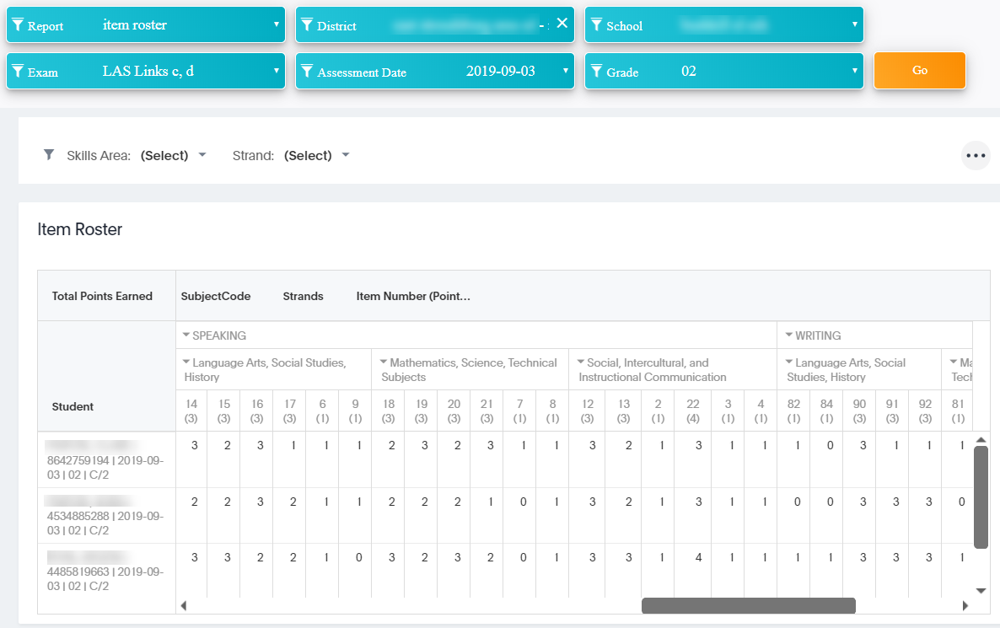 Report item roster District - : ✕ School
Exam LAS Links c, d Assessment Date 2019-09-03 Grade 02 Go
Skills Area: (Select) Strand: (Select)
Item Roster
Total Points Earned SubjectCode Strands Item Number (Point...
SPEAKING WRITING
Language Arts, Social Studies, Mathematics, Science, Technical Social, Intercultural, and Language Arts, Social Ma
History Subjects Instructional Communication Studies, History Tech
Student 14 15 16 17 6 9 18 19 20 21 7 8 12 13 2 22 3 4 82 84 90 91 92 81
(3) (3) (3) (3) (1) (1) (3) (3) (3) (3) (1) (1) (3) (3) (1) (4) (1) (1) (1) (1) (3) (3) (3) (1)
3 2 3 1 1 1 2 3 2 3 1 1 3 2 1 3 1 1 1 0 3 1 1 1
8642759194 | 2019-09-
03 | 02 | C/2
2 2 3 2 1 1 2 2 2 1 0 1 3 2 1 3 1 1 0 0 3 3 3 0
4534885288 | 2019-09-
03 | 02 | C/2
3 3 2 2 1 0 3 2 3 2 0 1 3 3 1 4 1 1 1 1 3 3 3 1
4485819663 | 2019-09-
03 | 02 | C/2